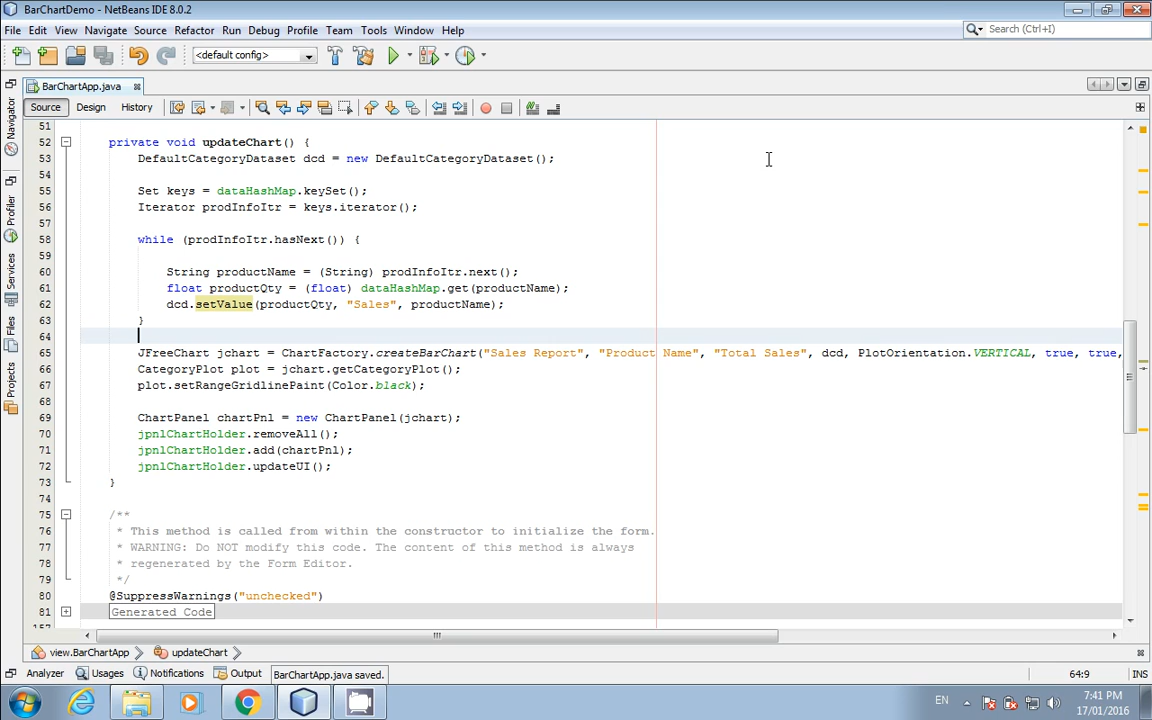 BarChartDemo - NetBeans IDE 8.0.2
File Edit View Navigate Source Refactor Run Debug Profile Team Tools Window Help
Search (Ctrl+I)
<default config>
BarChartApp.java
Source Design History
Navigator
Profiler
Services
Files
Projects
51
52 private void updateChart() {
53 DefaultCategoryDataset dcd = new DefaultCategoryDataset();
54
55 Set keys = dataHashMap.keySet();
56 Iterator prodInfoItr = keys.iterator();
57
58 while (prodInfoItr.hasNext()) {
59
60 String productName = (String) prodInfoItr.next();
61 float productQty = (float) dataHashMap.get(productName);
62 dcd.setValue(productQty, "Sales", productName);
63 }
64
65 JFreeChart jchart = ChartFactory.createBarChart("Sales Report", "Product Name", "Total Sales", dcd, PlotOrientation.VERTICAL, true, true,
66 CategoryPlot plot = jchart.getCategoryPlot();
67 plot.setRangeGridlinePaint(Color.black);
68
69 ChartPanel chartPnl = new ChartPanel(jchart);
70 jpnlChartHolder.removeAll();
71 jpnlChartHolder.add(chartPnl);
72 jpnlChartHolder.updateUI();
73 }
74
75 /**
76 * This method is called from within the constructor to initialize the form.
77 * WARNING: Do NOT modify this code. The content of this method is always
78 * regenerated by the Form Editor.
79 */
80 @SuppressWarnings("unchecked")
81 Generated Code
view.BarChartApp updateChart
Analyzer Usages Notifications Output BarChartApp.java saved. 64:9 INS
EN
7:41 PM
17/01/2016